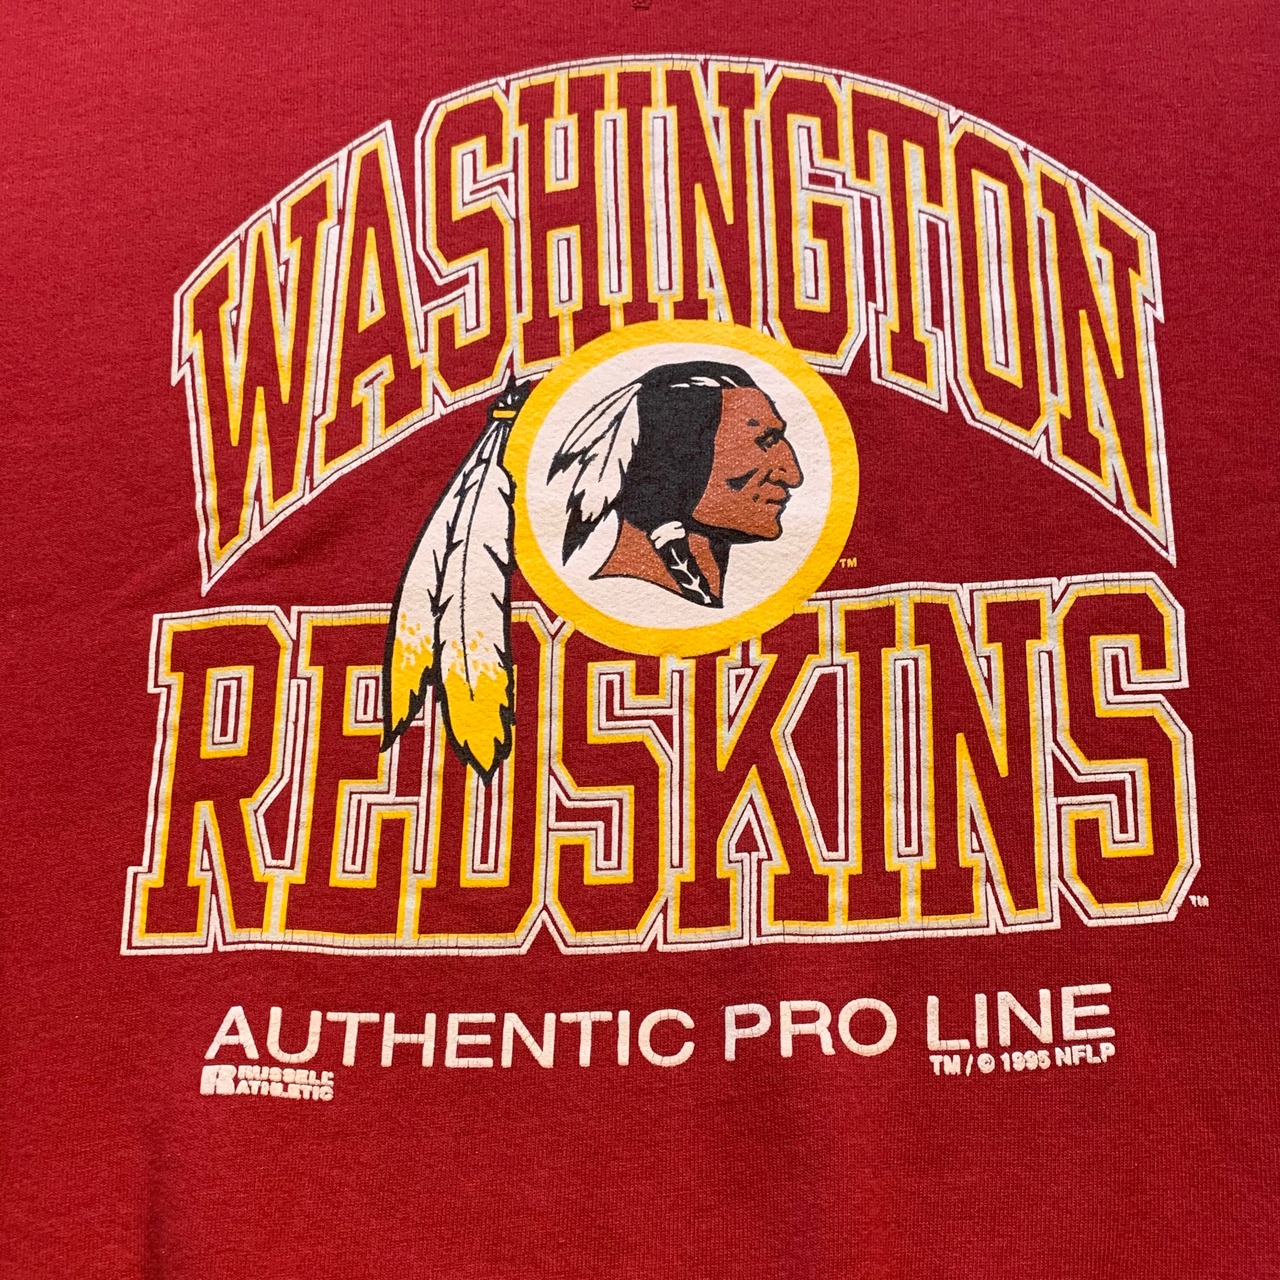 WASHINGTON
TM
REDSKINS
TM
AUTHENTIC PRO LINE
RUSSELL
ATHLETIC
TM / © 1995 NFLP